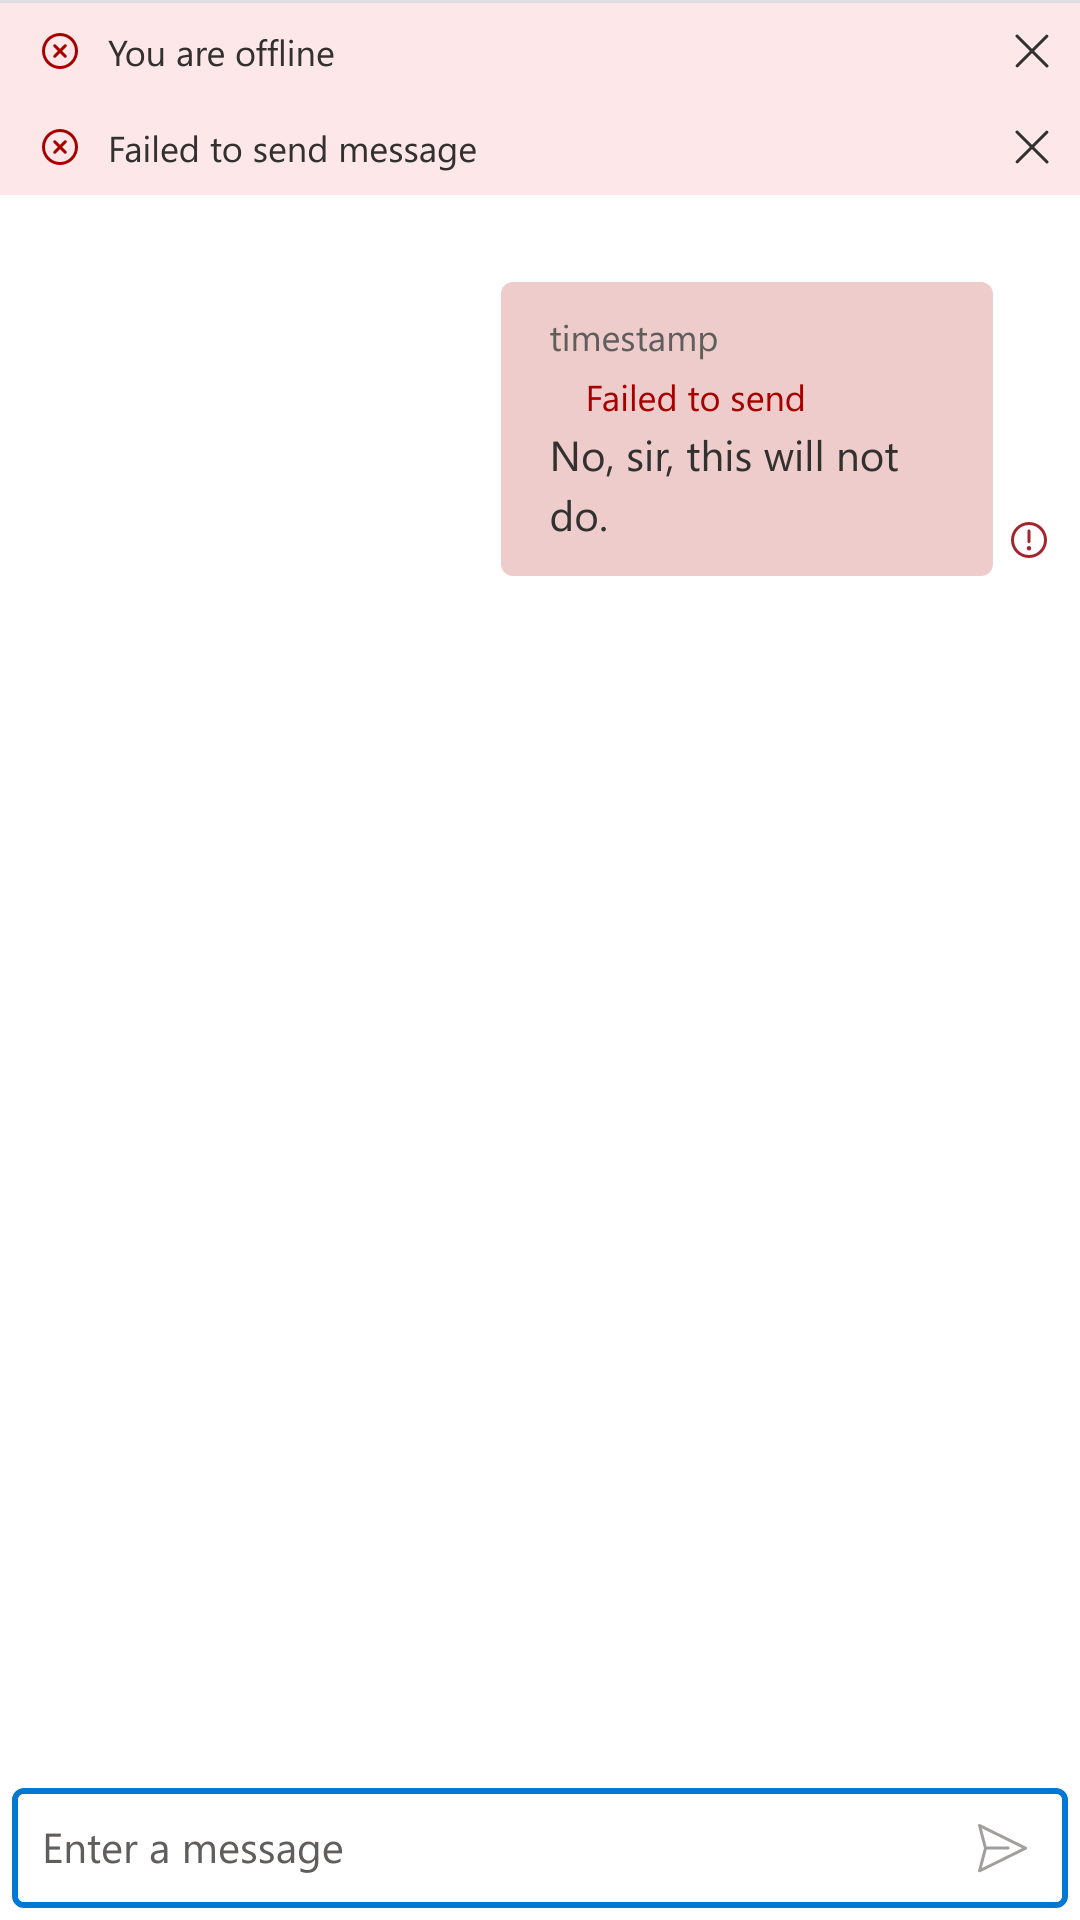 You are offline
Failed to send message
timestamp
Failed to send
No, sir, this will not
do.
Enter a message